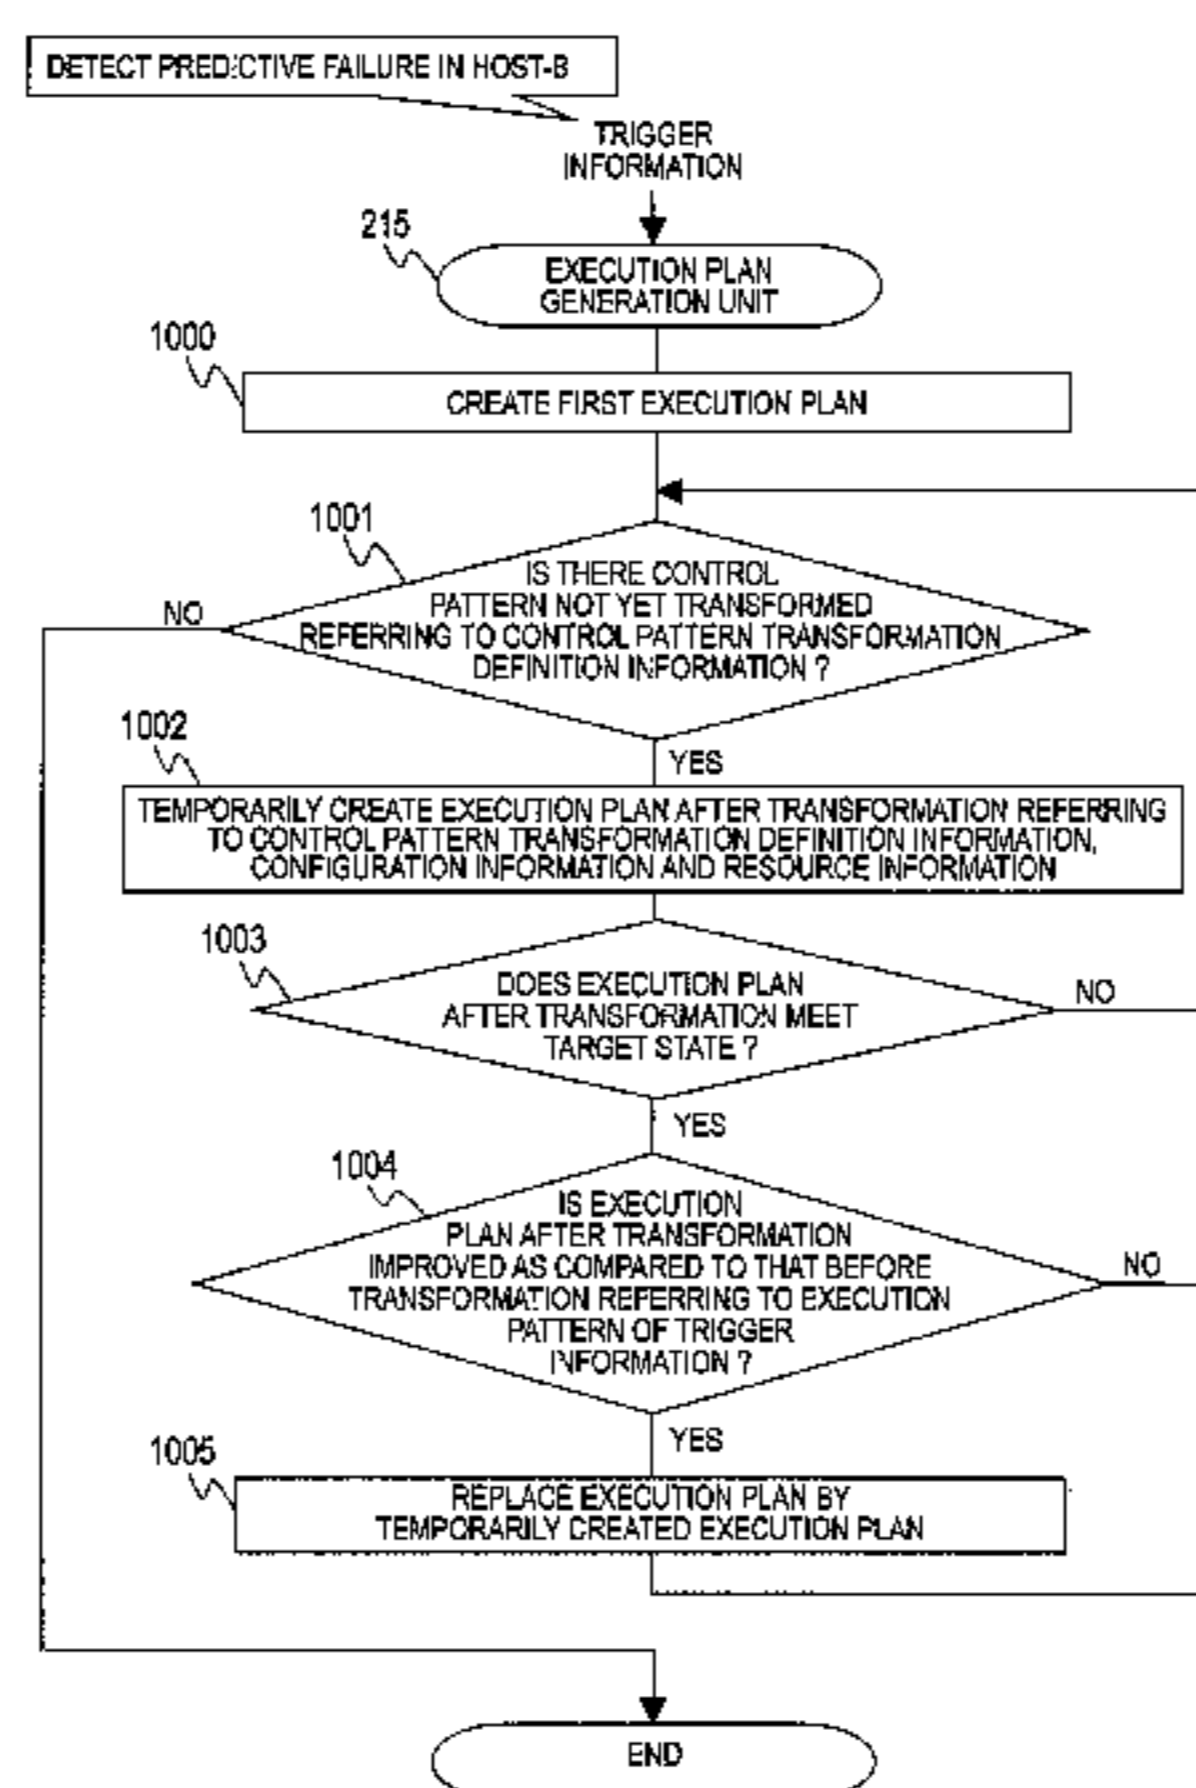 DETECT PREDICTIVE FAILURE IN HOST-B
TRIGGER
INFORMATION
215
EXECUTION PLAN
GENERATION UNIT
1000
CREATE FIRST EXECUTION PLAN
1001
IS THERE CONTROL
PATTERN NOT YET TRANSFORMED
REFERRING TO CONTROL PATTERN TRANSFORMATION
DEFINITION INFORMATION ?
NO
YES
1002
TEMPORARILY CREATE EXECUTION PLAN AFTER TRANSFORMATION REFERRING
TO CONTROL PATTERN TRANSFORMATION DEFINITION INFORMATION,
CONFIGURATION INFORMATION AND RESOURCE INFORMATION
1003
DOES EXECUTION PLAN
AFTER TRANSFORMATION MEET
TARGET STATE ?
NO
YES
1004
IS EXECUTION
PLAN AFTER TRANSFORMATION
IMPROVED AS COMPARED TO THAT BEFORE
TRANSFORMATION REFERRING TO EXECUTION
PATTERN OF TRIGGER
INFORMATION ?
NO
YES
1005
REPLACE EXECUTION PLAN BY
TEMPORARILY CREATED EXECUTION PLAN
END